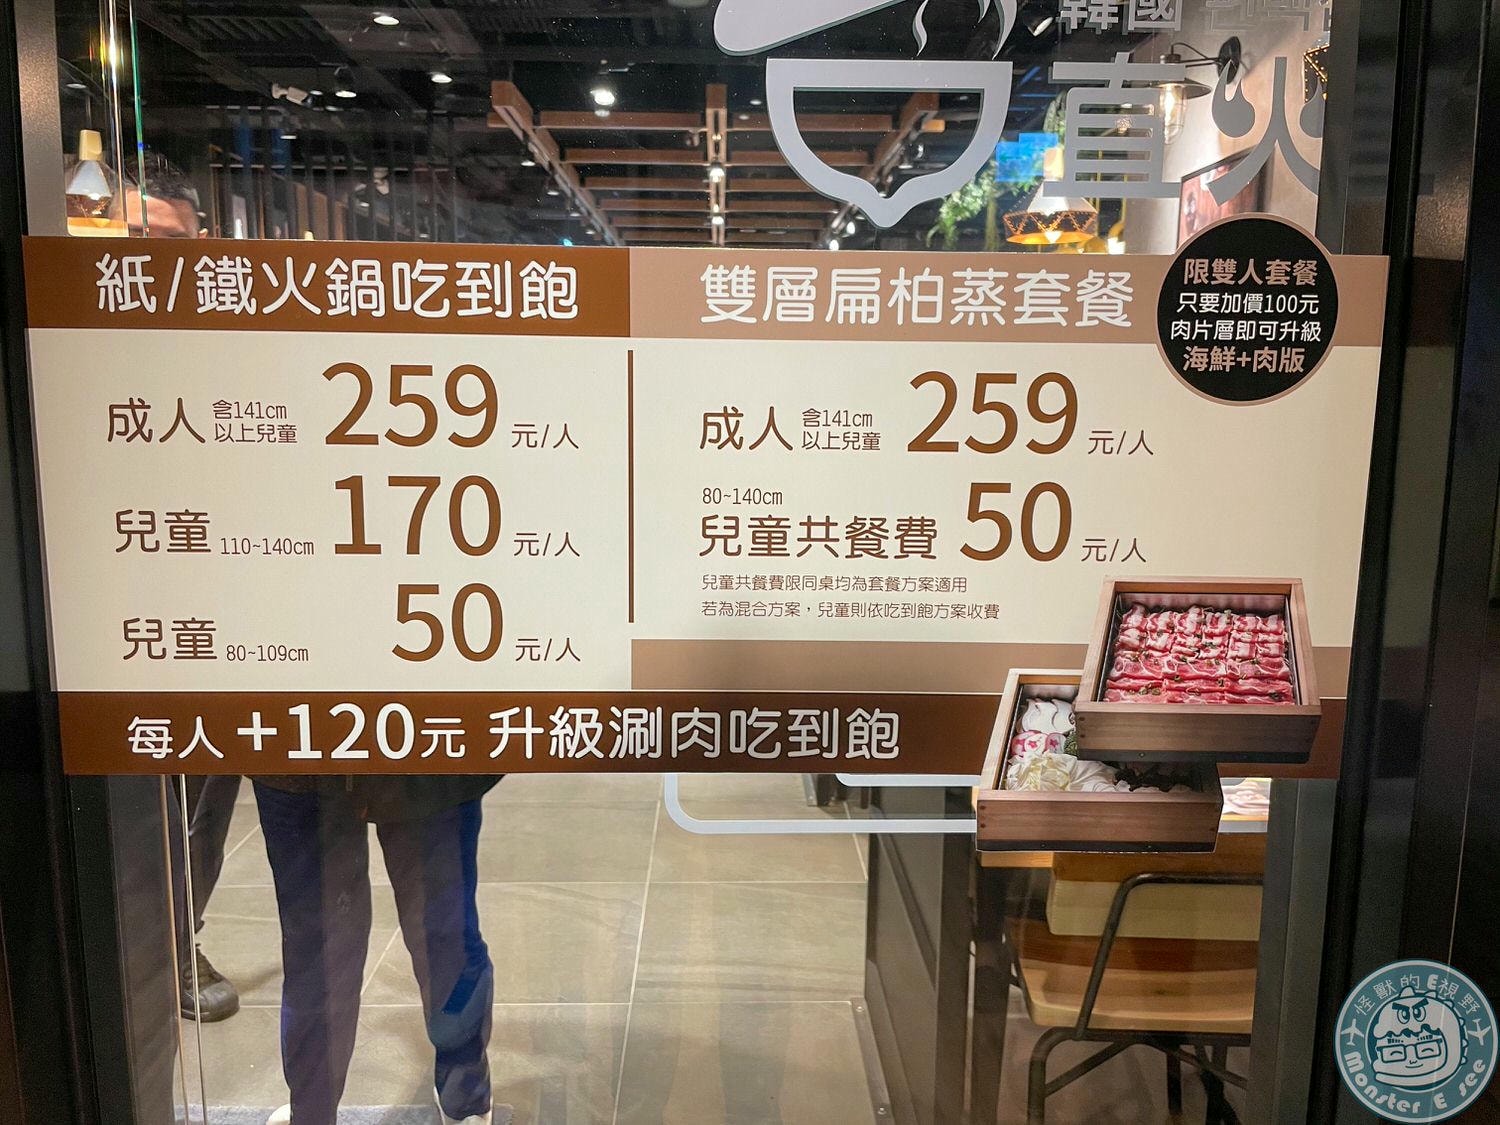 韓國
直火
紙/鐵火鍋吃到飽
成人 含141cm以上兒童 259 元/人
兒童 110~140cm 170 元/人
兒童 80~109cm 50 元/人
雙層扁柏蒸套餐
限雙人套餐
只要加價100元
肉片層即可升級
海鮮+肉版
成人 含141cm以上兒童 259 元/人
80~140cm
兒童共餐費 50 元/人
兒童共餐費限同桌均為套餐方案適用
若為混合方案，兒童則依吃到飽方案收費
每人+120元 升級涮肉吃到飽
怪獸的E視野
monster E see